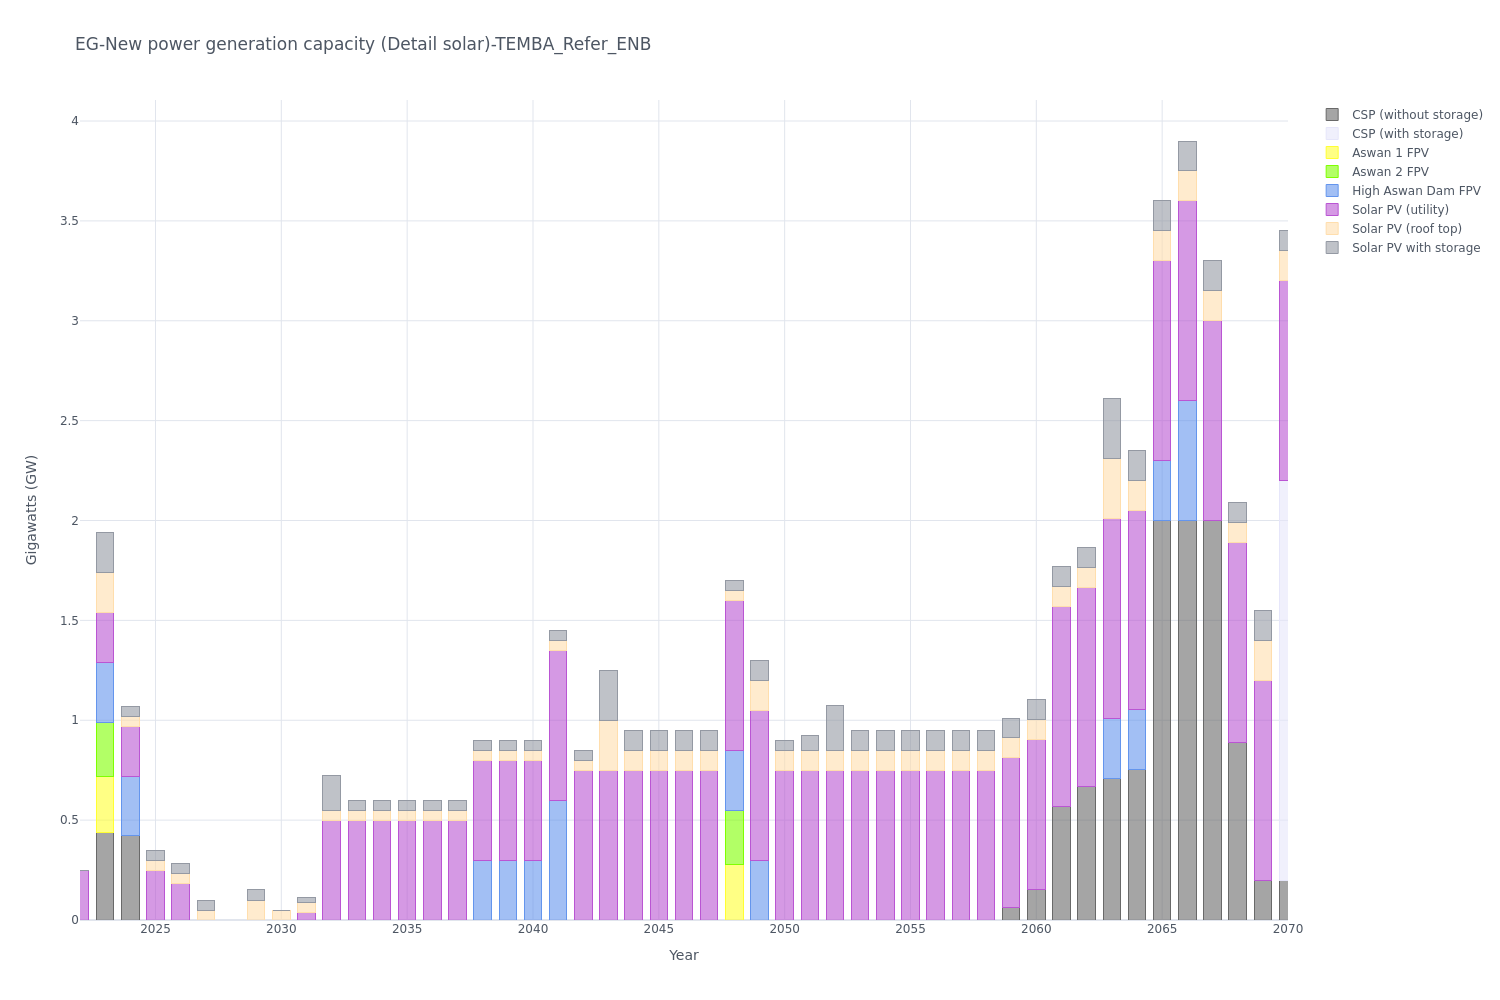 EG-New power generation capacity (Detail solar)-TEMBA_Refer_ENB
CSP (without storage)
CSP (with storage)
Aswan 1 FPV
Aswan 2 FPV
High Aswan Dam FPV
Solar PV (utility)
Solar PV (roof top)
Solar PV with storage
4
3.5
3
2.5
2
1.5
1
0.5
0
Gigawatts (GW)
2025 2030 2035 2040 2045 2050 2055 2060 2065 2070
Year